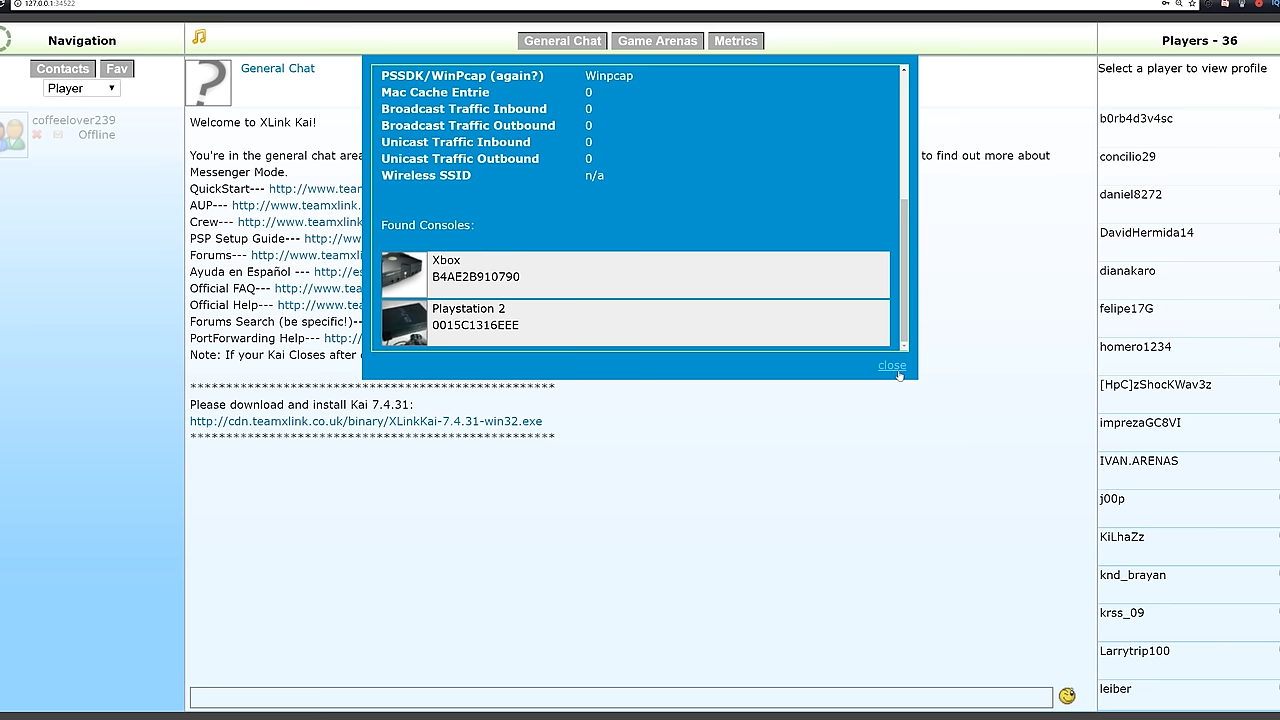 127.0.0.1:34522
Navigation
General Chat
Game Arenas
Metrics
Players - 36
Contacts
Fav
Player
coffeelover239
Offline
General Chat
Welcome to XLink Kai!
You're in the general chat area
to find out more about
Messenger Mode.
QuickStart--- http://www.team
AUP--- http://www.teamxlink.
Crew--- http://www.teamxlink
PSP Setup Guide--- http://ww
Forums--- http://www.teamxli
Ayuda en Español --- http://es
Official FAQ--- http://www.tea
Official Help--- http://www.tea
Forums Search (be specific!)--
PortForwarding Help--- http://
Note: If your Kai Closes after
**************************************************
Please download and install Kai 7.4.31:
http://cdn.teamxlink.co.uk/binary/XLinkKai-7.4.31-win32.exe
**************************************************
PSSDK/WinPcap (again?) Winpcap
Mac Cache Entrie 0
Broadcast Traffic Inbound 0
Broadcast Traffic Outbound 0
Unicast Traffic Inbound 0
Unicast Traffic Outbound 0
Wireless SSID n/a
Found Consoles:
Xbox
B4AE2B910790
Playstation 2
0015C1316EEE
close
Select a player to view profile
b0rb4d3v4sc
concilio29
daniel8272
DavidHermida14
dianakaro
felipe17G
homero1234
[HpC]zShocKWav3z
imprezaGC8VI
IVAN.ARENAS
j00p
KiLhaZz
knd_brayan
krss_09
Larrytrip100
leiber